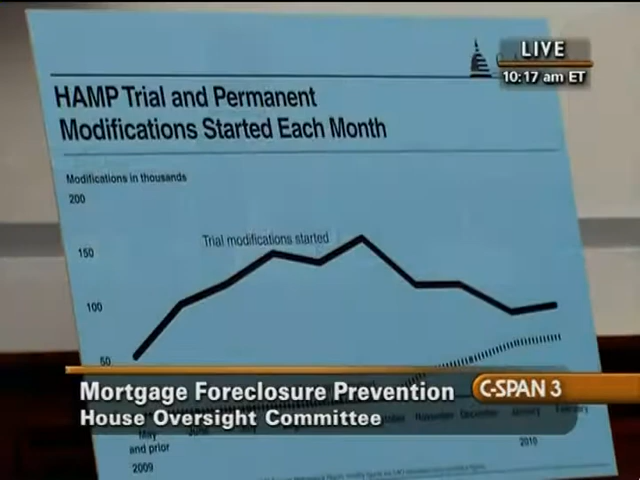 LIVE
10:17 am ET
HAMP Trial and Permanent
Modifications Started Each Month
Modifications in thousands
200
Trial modifications started
150
100
50
Mortgage Foreclosure Prevention
C-SPAN 3
House Oversight Committee
November December January February
May
and prior
2009
2010